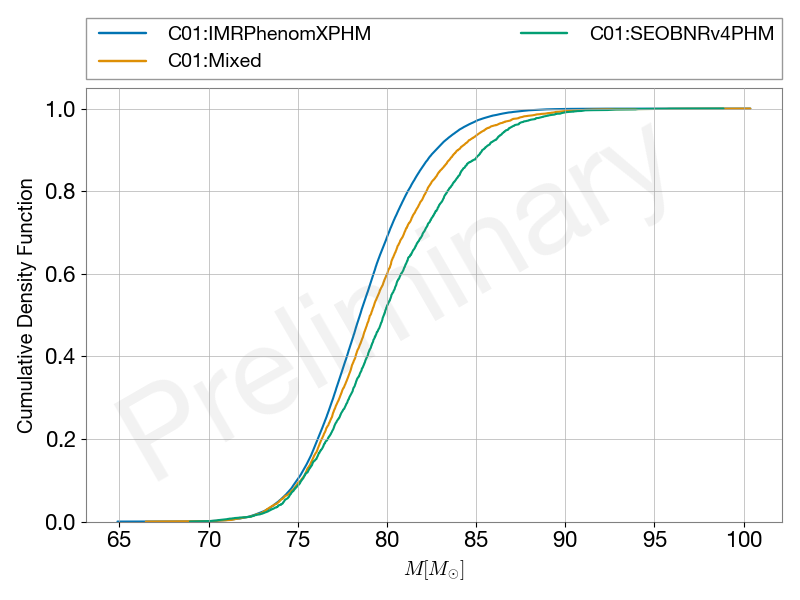 C01:IMRPhenomXPHM
C01:SEOBNRv4PHM
C01:Mixed
Cumulative Density Function
1.0
0.8
0.6
0.4
0.2
0.0
Preliminary
65 70 75 80 85 90 95 100
M[M⊙]